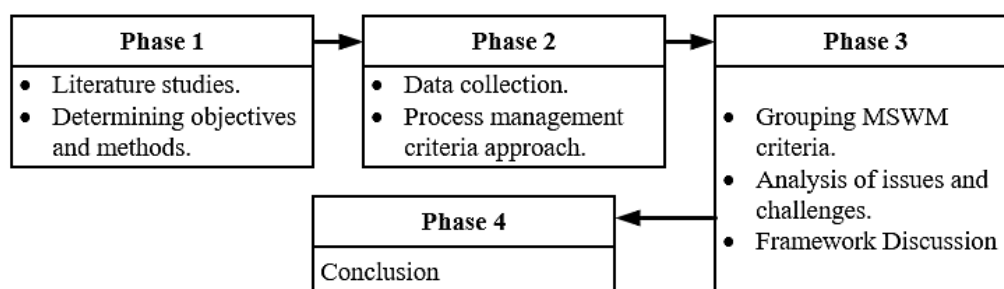 Phase 1
• Literature studies.
• Determining objectives
and methods.
Phase 2
• Data collection.
• Process management
criteria approach.
Phase 3
• Grouping MSWM
criteria.
• Analysis of issues and
challenges.
• Framework Discussion
Phase 4
Conclusion